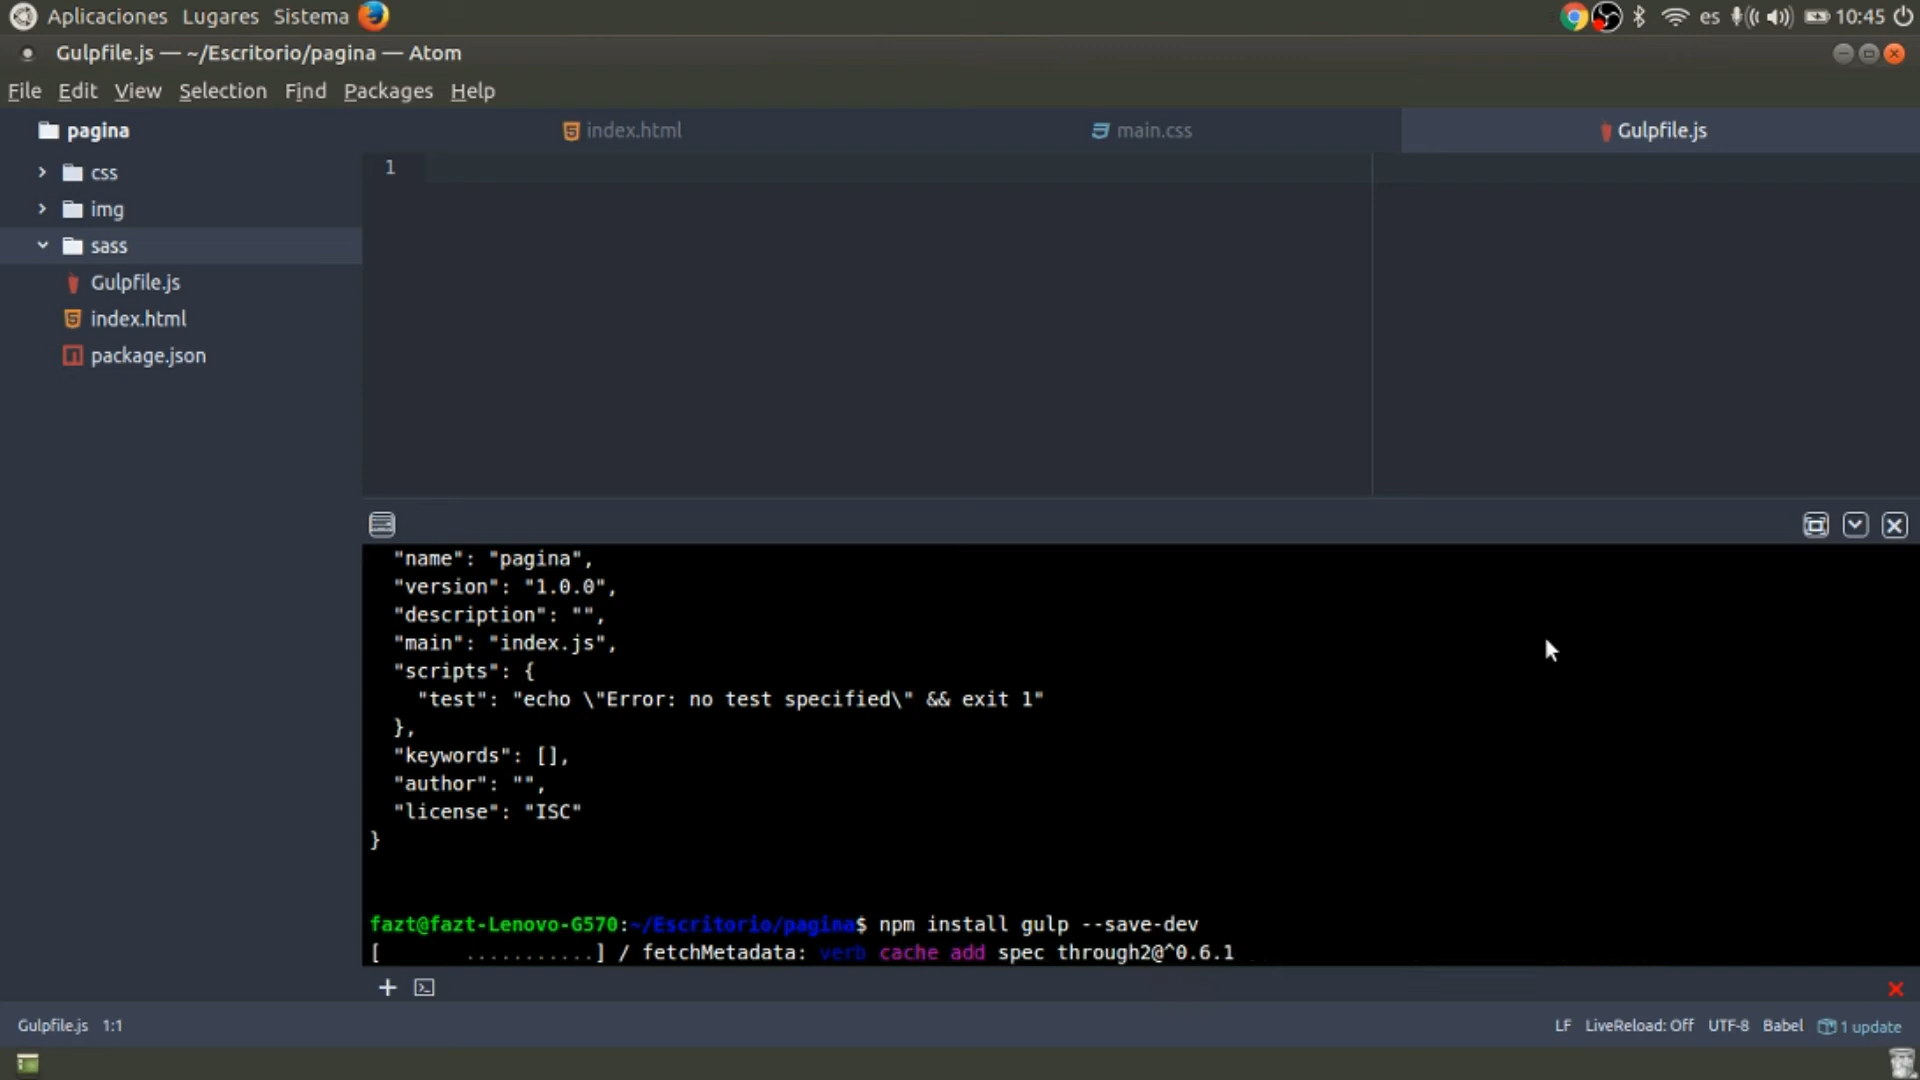 Aplicaciones Lugares Sistema es 10:45
Gulpfile.js — ~/Escritorio/pagina — Atom
File Edit View Selection Find Packages Help
pagina
css
img
sass
Gulpfile.js
index.html
package.json
index.html main.css Gulpfile.js
1
"name": "pagina",
"version": "1.0.0",
"description": "",
"main": "index.js",
"scripts": {
"test": "echo \"Error: no test specified\" && exit 1"
},
"keywords": [],
"author": "",
"license": "ISC"
}
fazt@fazt-Lenovo-G570:~/Escritorio/pagina$ npm install gulp --save-dev
[ ...........] / fetchMetadata: verb cache add spec through2@^0.6.1
Gulpfile.js 1:1 LF LiveReload: Off UTF-8 Babel 1 update